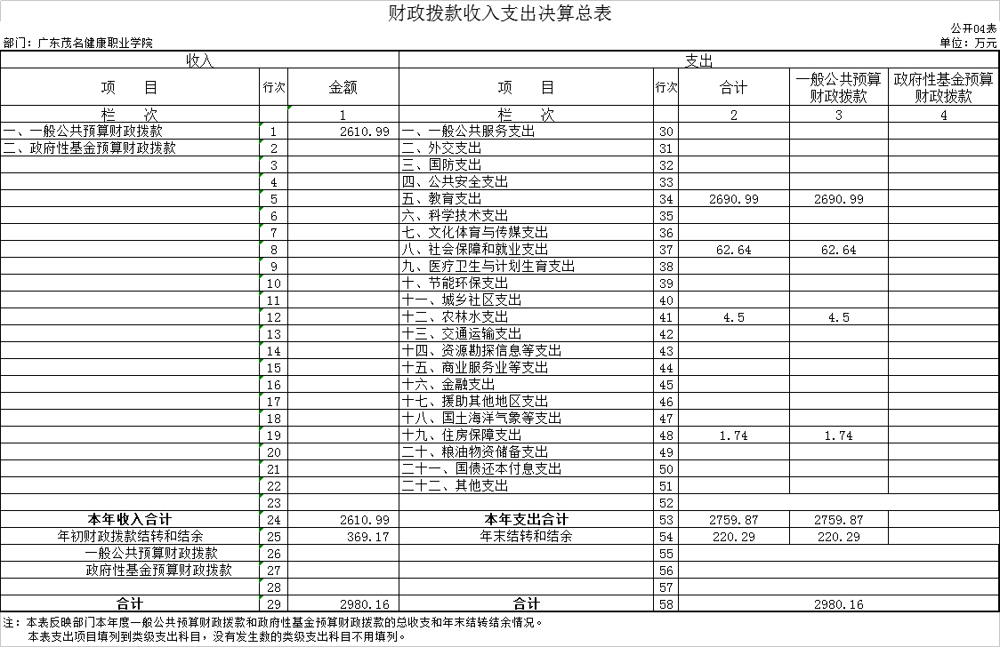 财政拨款收入支出决算总表
公开04表
部门：广东茂名健康职业学院 单位：万元
收入 支出
项 目 行次 金额 项 目 行次 合计 一般公共预算财政拨款 政府性基金预算财政拨款
栏 次 1 栏 次 2 3 4
一、一般公共预算财政拨款 1 2610.99 一、一般公共服务支出 30
二、政府性基金预算财政拨款 2 二、外交支出 31
3 三、国防支出 32
4 四、公共安全支出 33
5 五、教育支出 34 2690.99 2690.99
6 六、科学技术支出 35
7 七、文化体育与传媒支出 36
8 八、社会保障和就业支出 37 62.64 62.64
9 九、医疗卫生与计划生育支出 38
10 十、节能环保支出 39
11 十一、城乡社区支出 40
12 十二、农林水支出 41 4.5 4.5
13 十三、交通运输支出 42
14 十四、资源勘探信息等支出 43
15 十五、商业服务业等支出 44
16 十六、金融支出 45
17 十七、援助其他地区支出 46
18 十八、国土海洋气象等支出 47
19 十九、住房保障支出 48 1.74 1.74
20 二十、粮油物资储备支出 49
21 二十一、国债还本付息支出 50
22 二十二、其他支出 51
23 52
本年收入合计 24 2610.99 本年支出合计 53 2759.87 2759.87
年初财政拨款结转和结余 25 369.17 年末结转和结余 54 220.29 220.29
一般公共预算财政拨款 26 55
政府性基金预算财政拨款 27 56
28 57
合计 29 2980.16 合计 58 2980.16
注：本表反映部门本年度一般公共预算财政拨款和政府性基金预算财政拨款的总收支和年末结转结余情况。
本表支出项目填列到类级支出科目，没有发生数的类级支出科目不用填列。